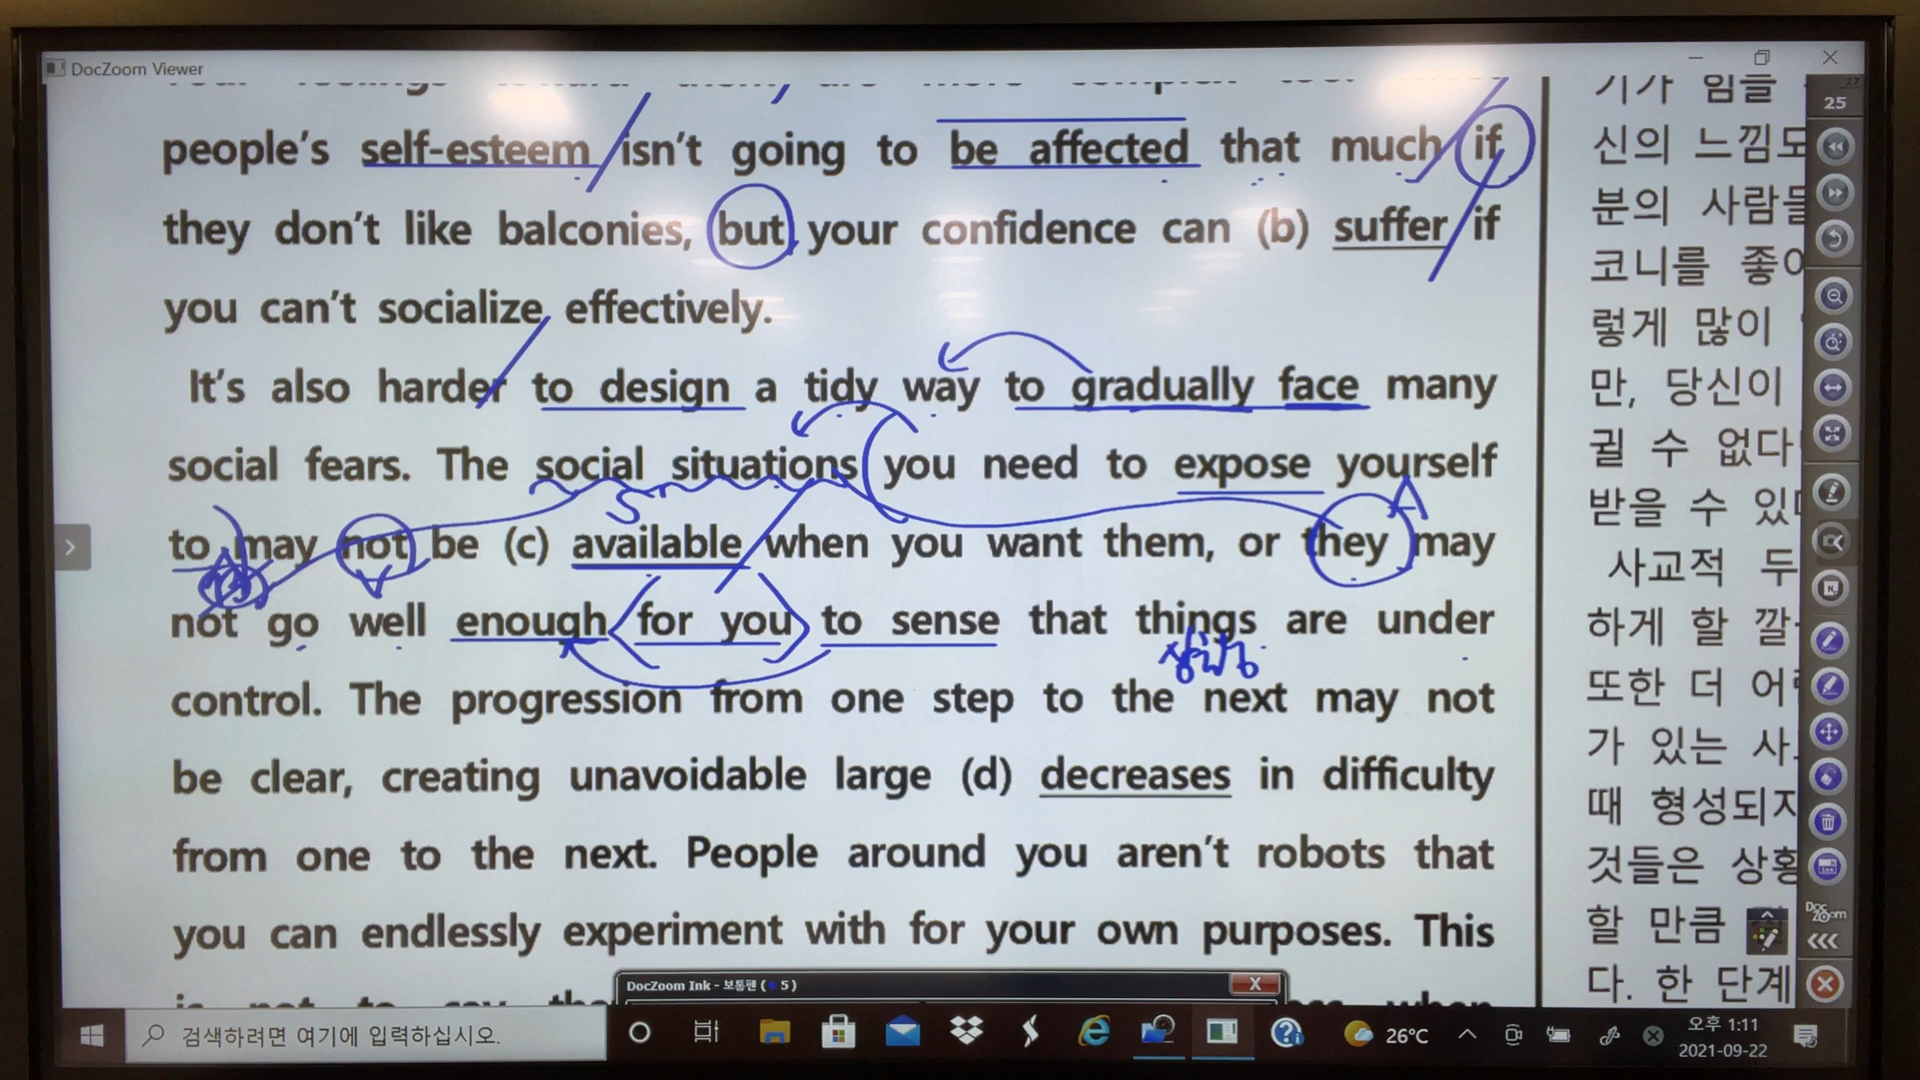 DocZoom Viewer
people's self-esteem isn't going to be affected that much if
they don't like balconies, but your confidence can (b) suffer if
you can't socialize effectively.
It's also harder to design a tidy way to gradually face many
social fears. The social situations you need to expose yourself
to may not be (c) available when you want them, or they may
not go well enough for you to sense that things are under
control. The progression from one step to the next may not
be clear, creating unavoidable large (d) decreases in difficulty
from one to the next. People around you aren't robots that
you can endlessly experiment with for your own purposes. This
S
A
V
기가 힘들
신의 느낌도
분의 사람들
코니를 좋아
렇게 많이
만, 당신이
귈 수 없다
받을 수 있
사교적 두
하게 할 깔
또한 더 어
가 있는 사
때 형성되지
것들은 상황
할 만큼
다. 한 단계
27
25
DocZoom
DocZoom Ink - 보통펜 ( 5 )
X
검색하려면 여기에 입력하십시오.
26°C
오후 1:11
2021-09-22